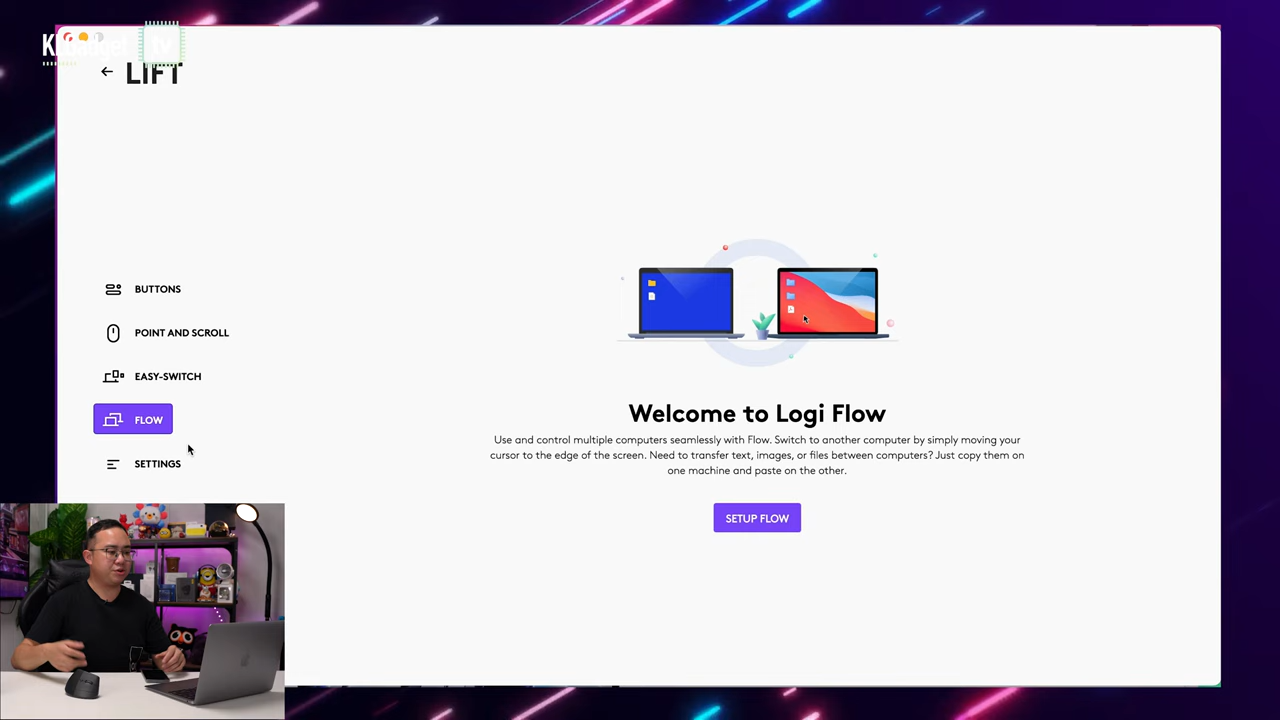 LIFT
BUTTONS
POINT AND SCROLL
EASY-SWITCH
FLOW
SETTINGS
Welcome to Logi Flow
Use and control multiple computers seamlessly with Flow. Switch to another computer by simply moving your
cursor to the edge of the screen. Need to transfer text, images, or files between computers? Just copy them on
one machine and paste on the other.
SETUP FLOW